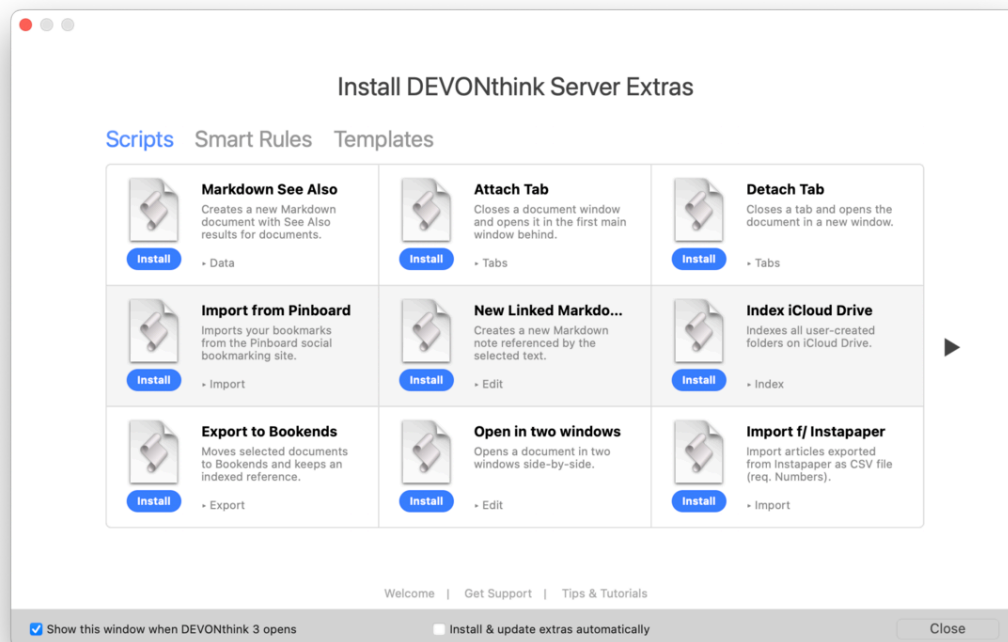 Install DEVONthink Server Extras
Scripts Smart Rules Templates
Markdown See Also
Creates a new Markdown
document with See Also
results for documents.
Install
▸ Data
Attach Tab
Closes a document window
and opens it in the first main
window behind.
Install
▸ Tabs
Detach Tab
Closes a tab and opens the
document in a new window.
Install
▸ Tabs
Import from Pinboard
Imports your bookmarks
from the Pinboard social
bookmarking site.
Install
▸ Import
New Linked Markdo...
Creates a new Markdown
note referenced by the
selected text.
Install
▸ Edit
Index iCloud Drive
Indexes all user-created
folders on iCloud Drive.
Install
▸ Index
Export to Bookends
Moves selected documents
to Bookends and keeps an
indexed reference.
Install
▸ Export
Open in two windows
Opens a document in two
windows side-by-side.
Install
▸ Edit
Import f/ Instapaper
Import articles exported
from Instapaper as CSV file
(req. Numbers).
Install
▸ Import
Welcome | Get Support | Tips & Tutorials
Show this window when DEVONthink 3 opens
Install & update extras automatically
Close